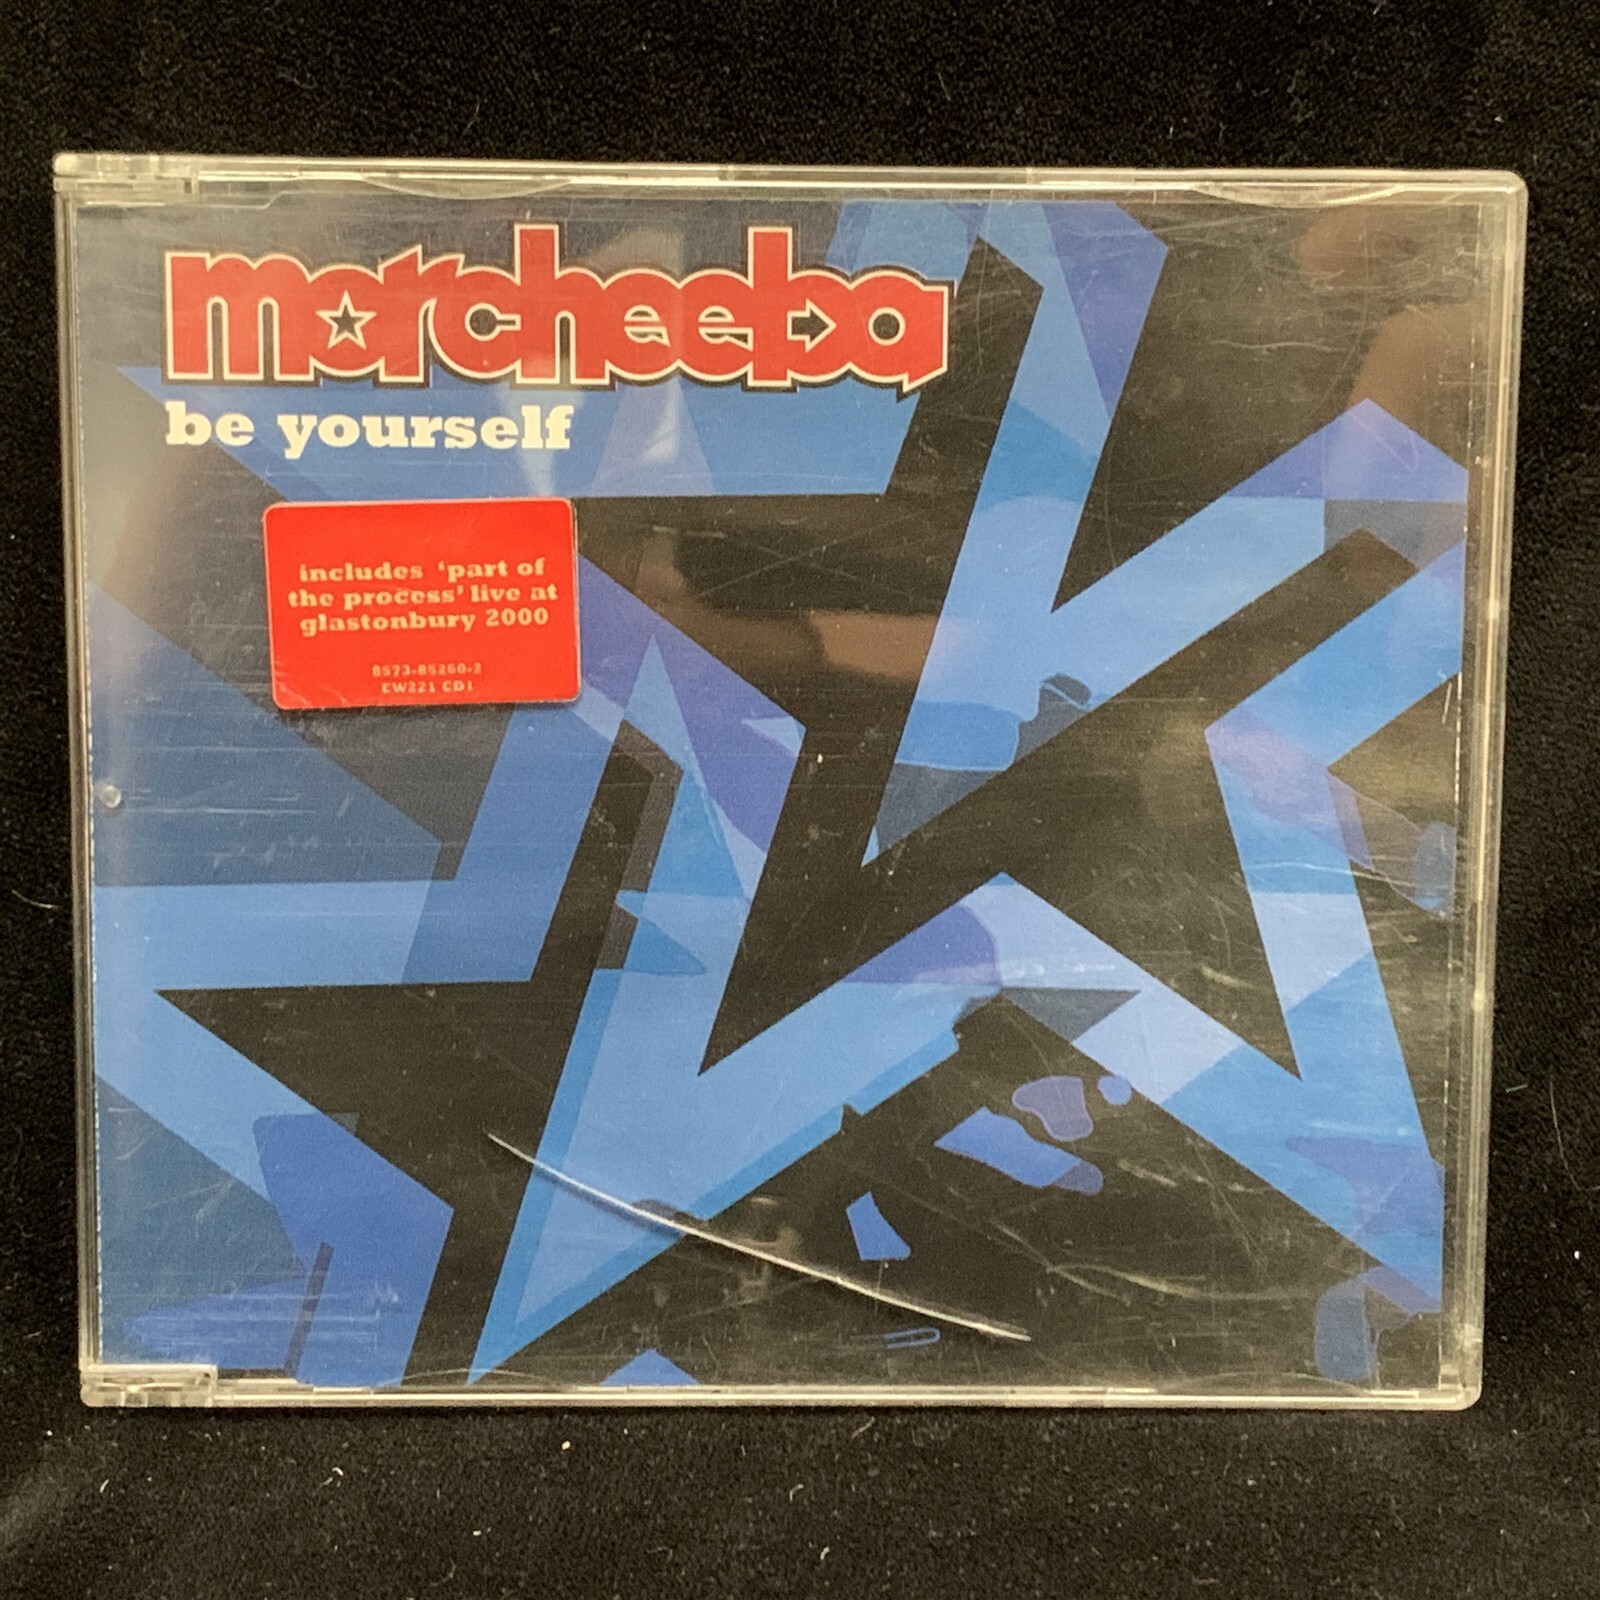 morcheeba
be yourself
includes 'part of
the process' live at
glastonbury 2000
8573-85260-2
EW221 CD1